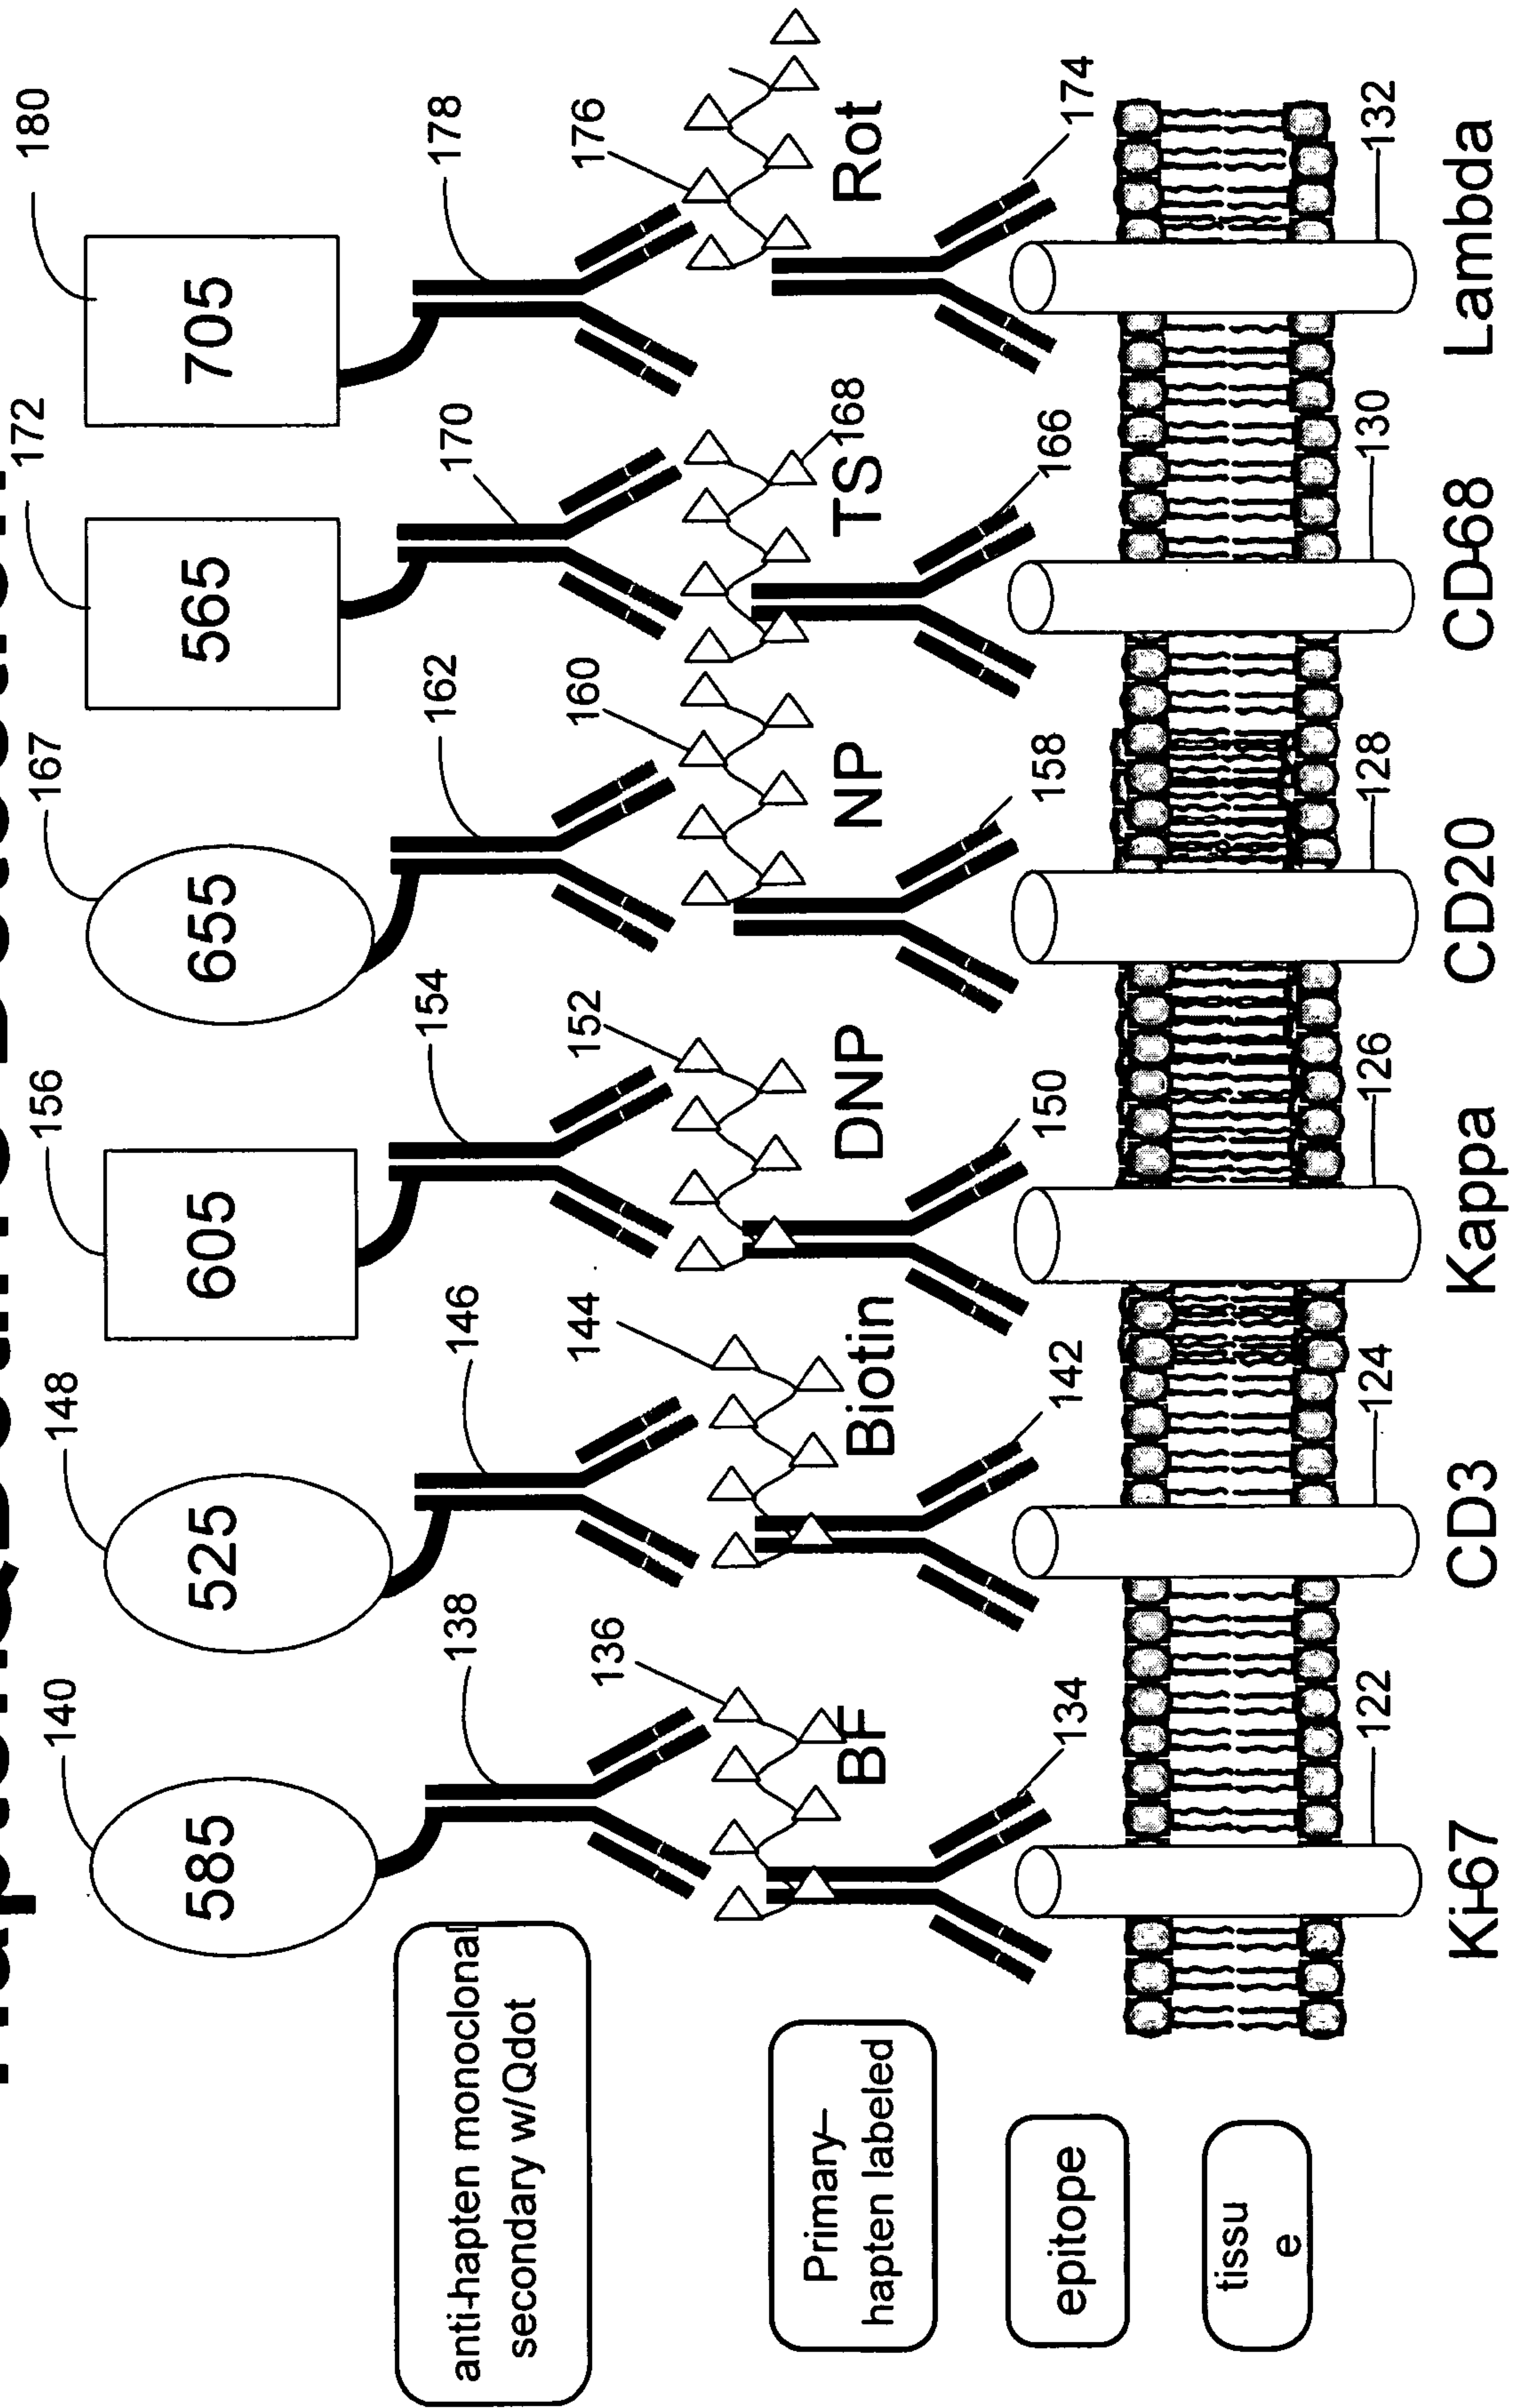 140 148 156 167 172 180
585 525 605 655 565 705
138 146 154 162 170 178
anti-hapten monoclonal
secondary w/Qdot
136 144 152 160 168 176
BF Biotin DNP NP TS Rot
Primary–
hapten labeled
134 142 150 158 166 174
epitope
tissu
e
122 124 126 128 130 132
Ki-67 CD3 Kappa CD20 CD-68 Lambda